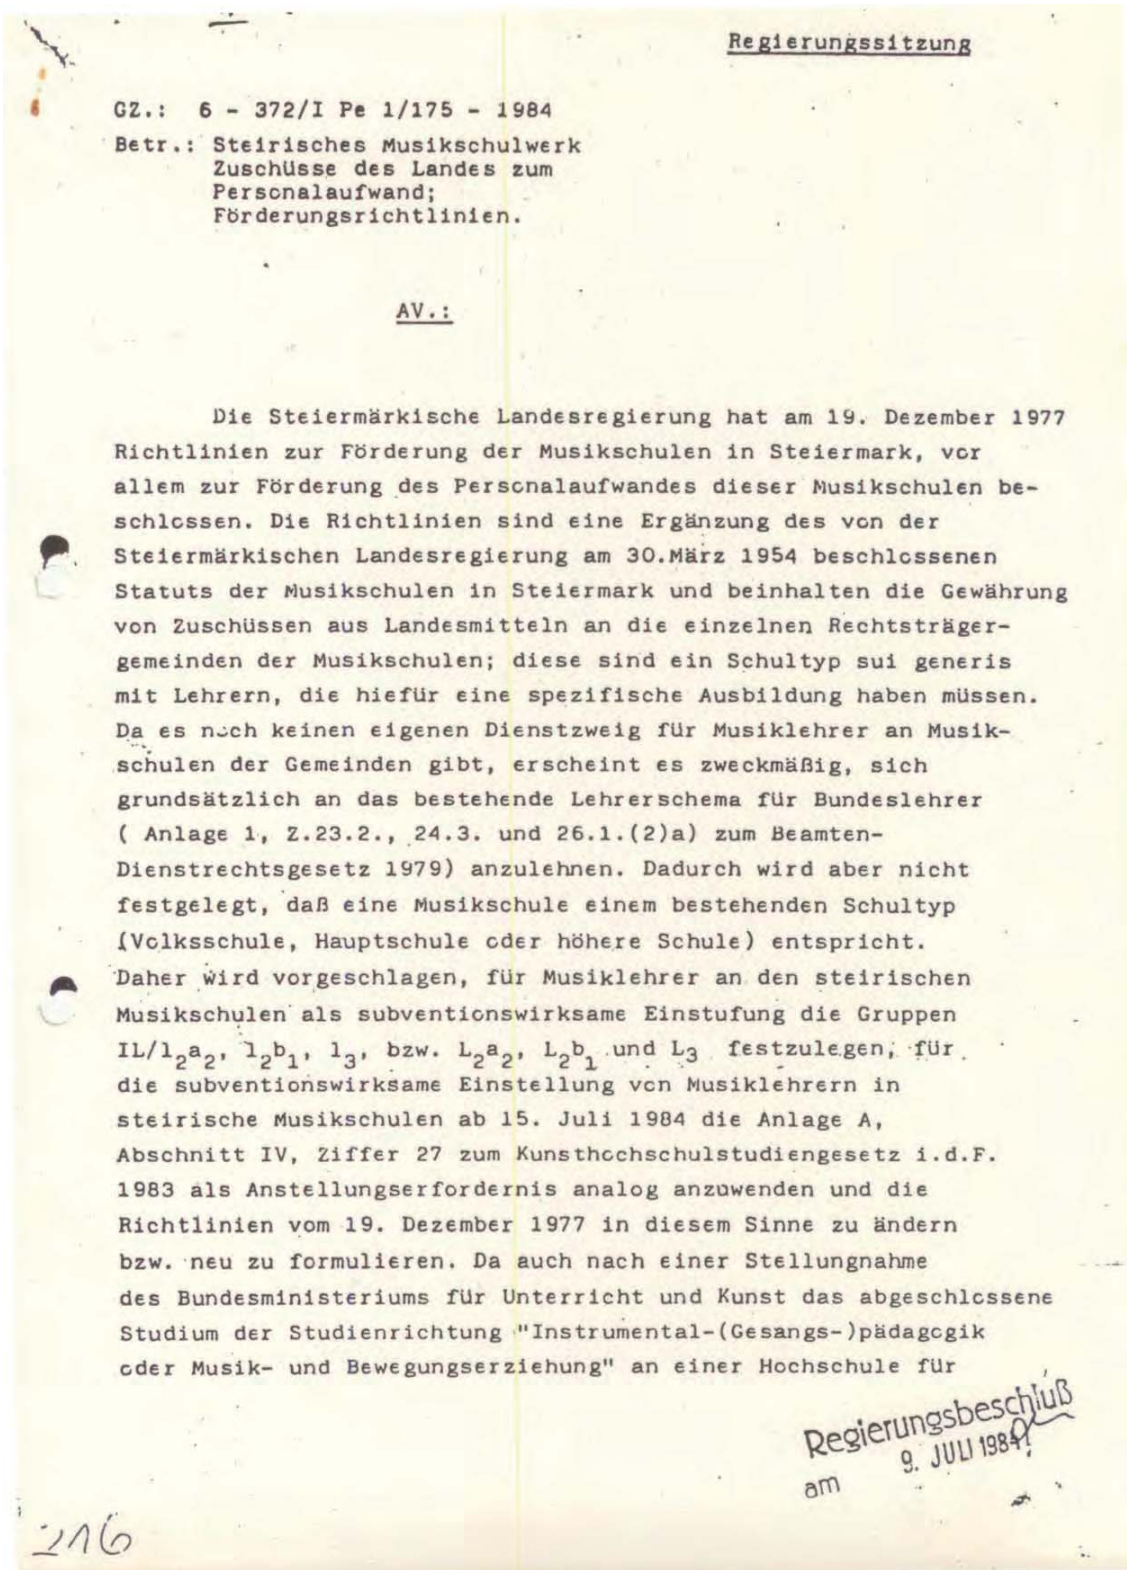 Regierungssitzung
GZ.: 6 - 372/I Pe 1/175 - 1984
Betr.: Steirisches Musikschulwerk
Zuschüsse des Landes zum
Personalaufwand;
Förderungsrichtlinien.
AV.:
Die Steiermärkische Landesregierung hat am 19. Dezember 1977
Richtlinien zur Förderung der Musikschulen in Steiermark, vor
allem zur Förderung des Personalaufwandes dieser Musikschulen be-
schlossen. Die Richtlinien sind eine Ergänzung des von der
Steiermärkischen Landesregierung am 30.März 1954 beschlossenen
Statuts der Musikschulen in Steiermark und beinhalten die Gewährung
von Zuschüssen aus Landesmitteln an die einzelnen Rechtsträger-
gemeinden der Musikschulen; diese sind ein Schultyp sui generis
mit Lehrern, die hiefür eine spezifische Ausbildung haben müssen.
Da es noch keinen eigenen Dienstzweig für Musiklehrer an Musik-
schulen der Gemeinden gibt, erscheint es zweckmäßig, sich
grundsätzlich an das bestehende Lehrerschema für Bundeslehrer
( Anlage 1, Z.23.2., 24.3. und 26.1.(2)a) zum Beamten-
Dienstrechtsgesetz 1979) anzulehnen. Dadurch wird aber nicht
festgelegt, daß eine Musikschule einem bestehenden Schultyp
(Volksschule, Hauptschule oder höhere Schule) entspricht.
Daher wird vorgeschlagen, für Musiklehrer an den steirischen
Musikschulen als subventionswirksame Einstufung die Gruppen
IL/l₂a₂, l₂b₁, l₃, bzw. L₂a₂, L₂b₁ und L₃ festzulegen, für
die subventionswirksame Einstellung von Musiklehrern in
steirische Musikschulen ab 15. Juli 1984 die Anlage A,
Abschnitt IV, Ziffer 27 zum Kunsthochschulstudiengesetz i.d.F.
1983 als Anstellungserfordernis analog anzuwenden und die
Richtlinien vom 19. Dezember 1977 in diesem Sinne zu ändern
bzw. neu zu formulieren. Da auch nach einer Stellungnahme
des Bundesministeriums für Unterricht und Kunst das abgeschlossene
Studium der Studienrichtung "Instrumental-(Gesangs-)pädagogik
oder Musik- und Bewegungserziehung" an einer Hochschule für
Regierungsbeschluß
am 9. JULI 1984
216